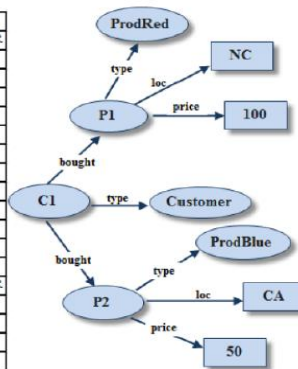 ProdRed
NC
type
loc
P1
price
100
bought
C1
type
Customer
ProdBlue
bought
type
loc
CA
P2
price
50